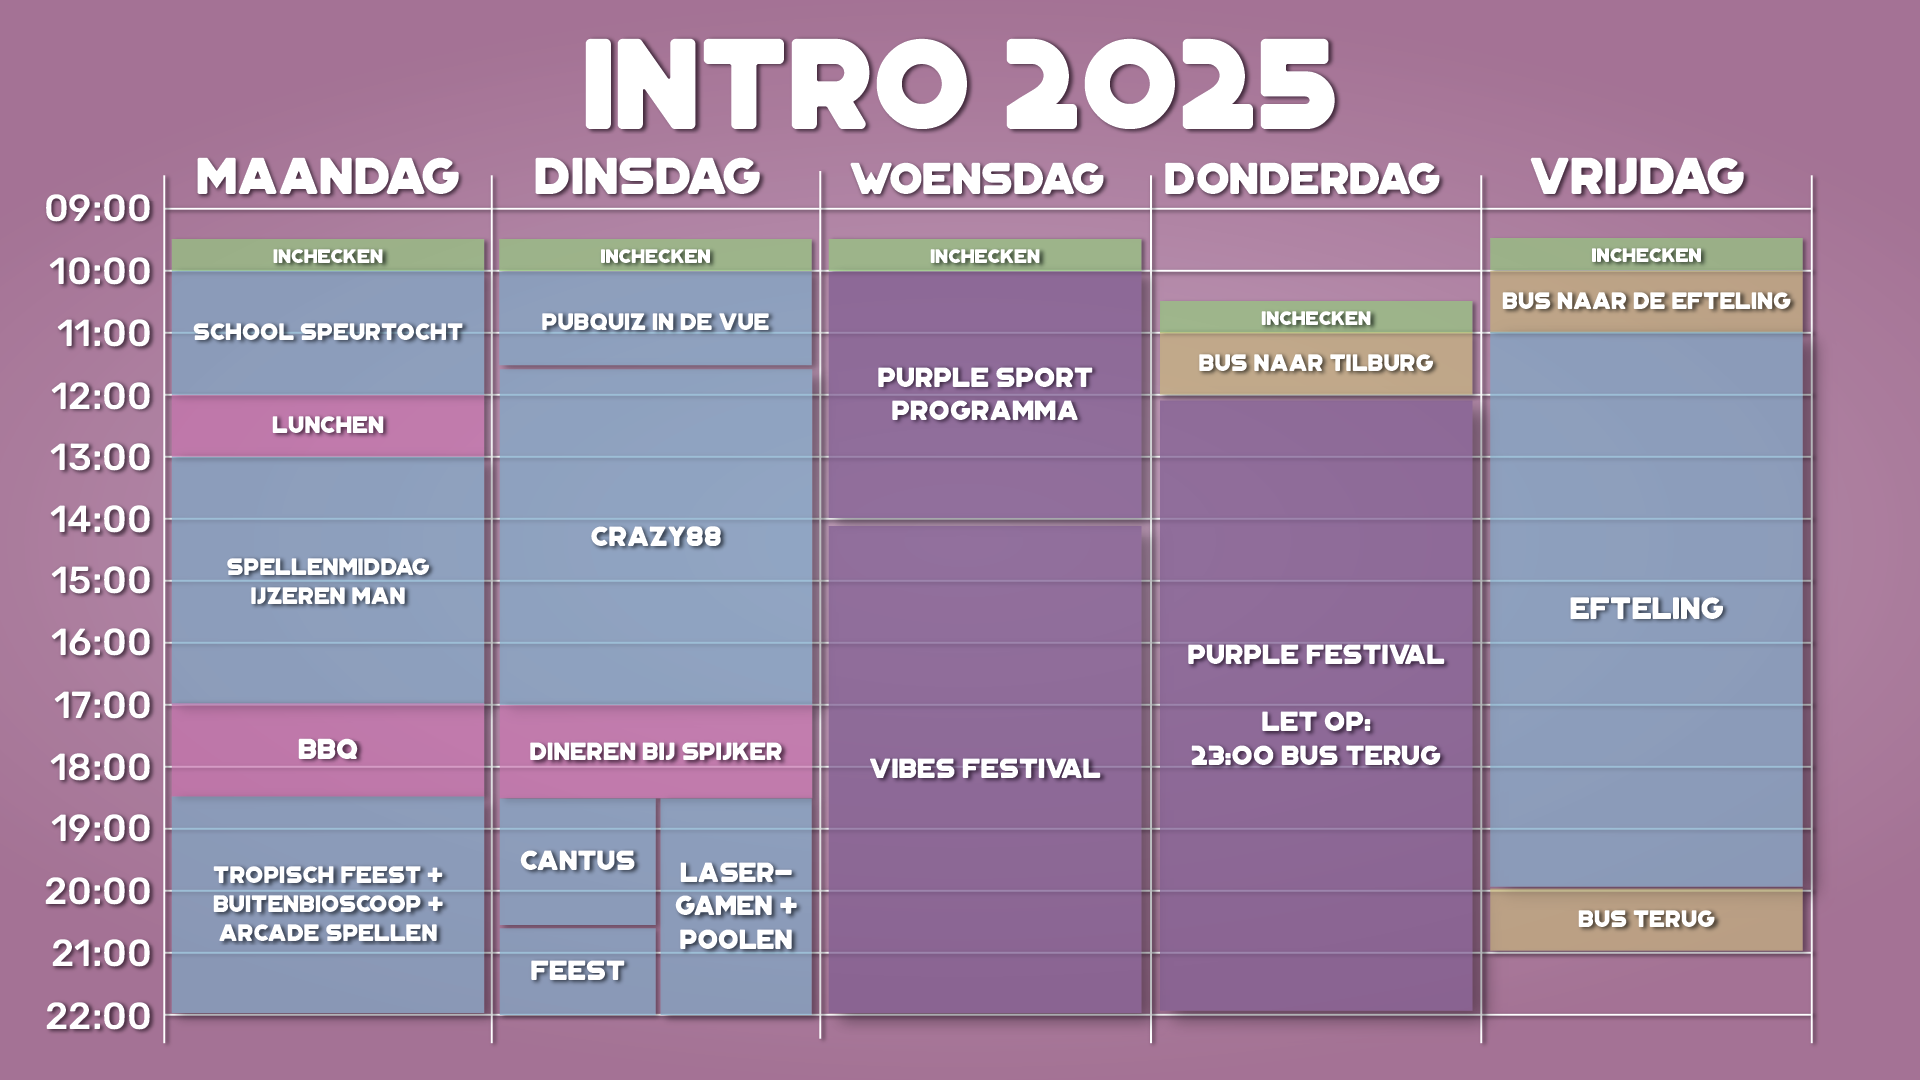 INTRO 2025
MAANDAG
DINSDAG
WOENSDAG
DONDERDAG
VRIJDAG
09:00
10:00
11:00
12:00
13:00
14:00
15:00
16:00
17:00
18:00
19:00
20:00
21:00
22:00
INCHECKEN
SCHOOL SPEURTOCHT
LUNCHEN
SPELLENMIDDAG
IJZEREN MAN
BBQ
TROPISCH FEEST +
BUITENBIOSCOOP +
ARCADE SPELLEN
INCHECKEN
PUBQUIZ IN DE VUE
CRAZY88
DINEREN BIJ SPIJKER
CANTUS
FEEST
LASER-
GAMEN +
POOLEN
INCHECKEN
PURPLE SPORT
PROGRAMMA
VIBES FESTIVAL
INCHECKEN
BUS NAAR TILBURG
PURPLE FESTIVAL
LET OP:
23:00 BUS TERUG
INCHECKEN
BUS NAAR DE EFTELING
EFTELING
BUS TERUG